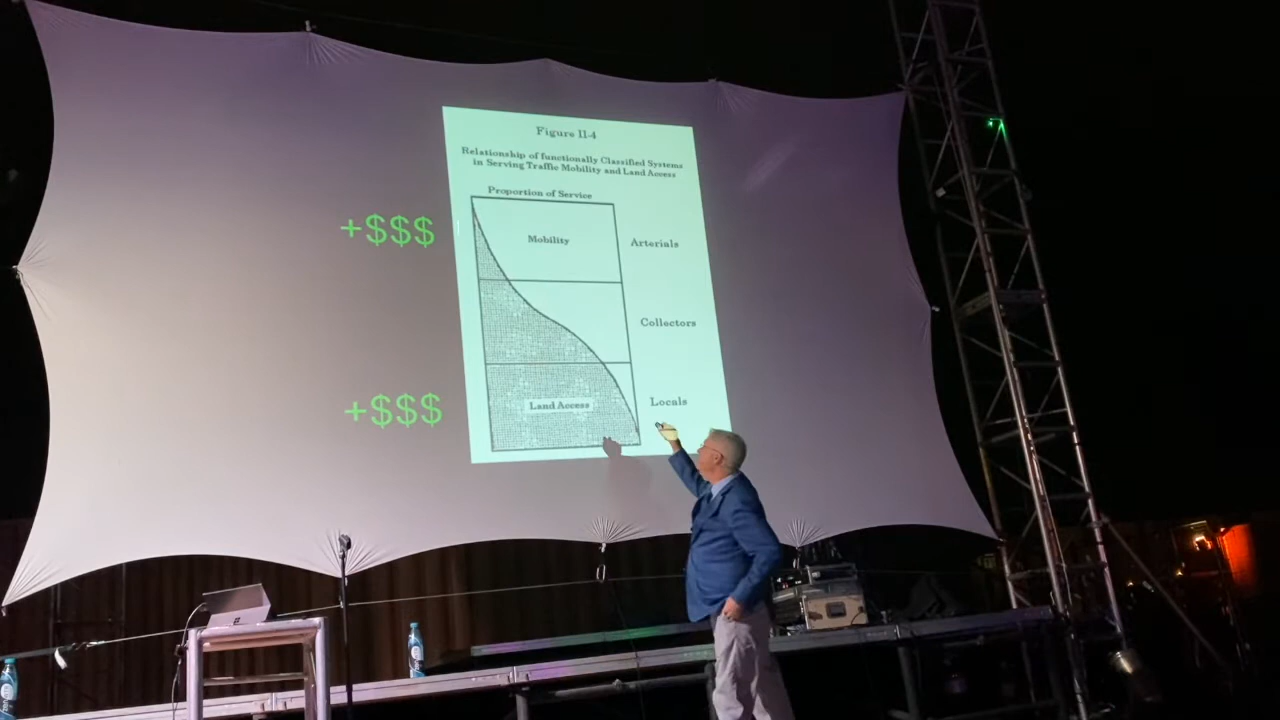 Figure II-4
Relationship of functionally Classified Systems
in Serving Traffic Mobility and Land Access
Proportion of Service
+$$$
Mobility
Arterials
Collectors
+$$$
Land Access
Locals